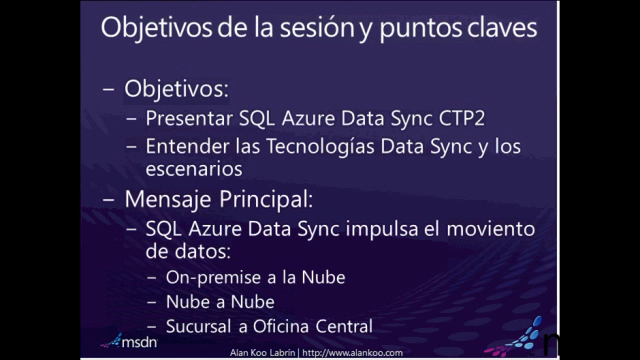 Objetivos de la sesión y puntos claves
– Objetivos:
– Presentar SQL Azure Data Sync CTP2
– Entender las Tecnologías Data Sync y los
escenarios
– Mensaje Principal:
– SQL Azure Data Sync impulsa el moviento
de datos:
– On-premise a la Nube
– Nube a Nube
– Sucursal a Oficina Central
msdn
Alan Koo Labrín | http://www.alankoo.com